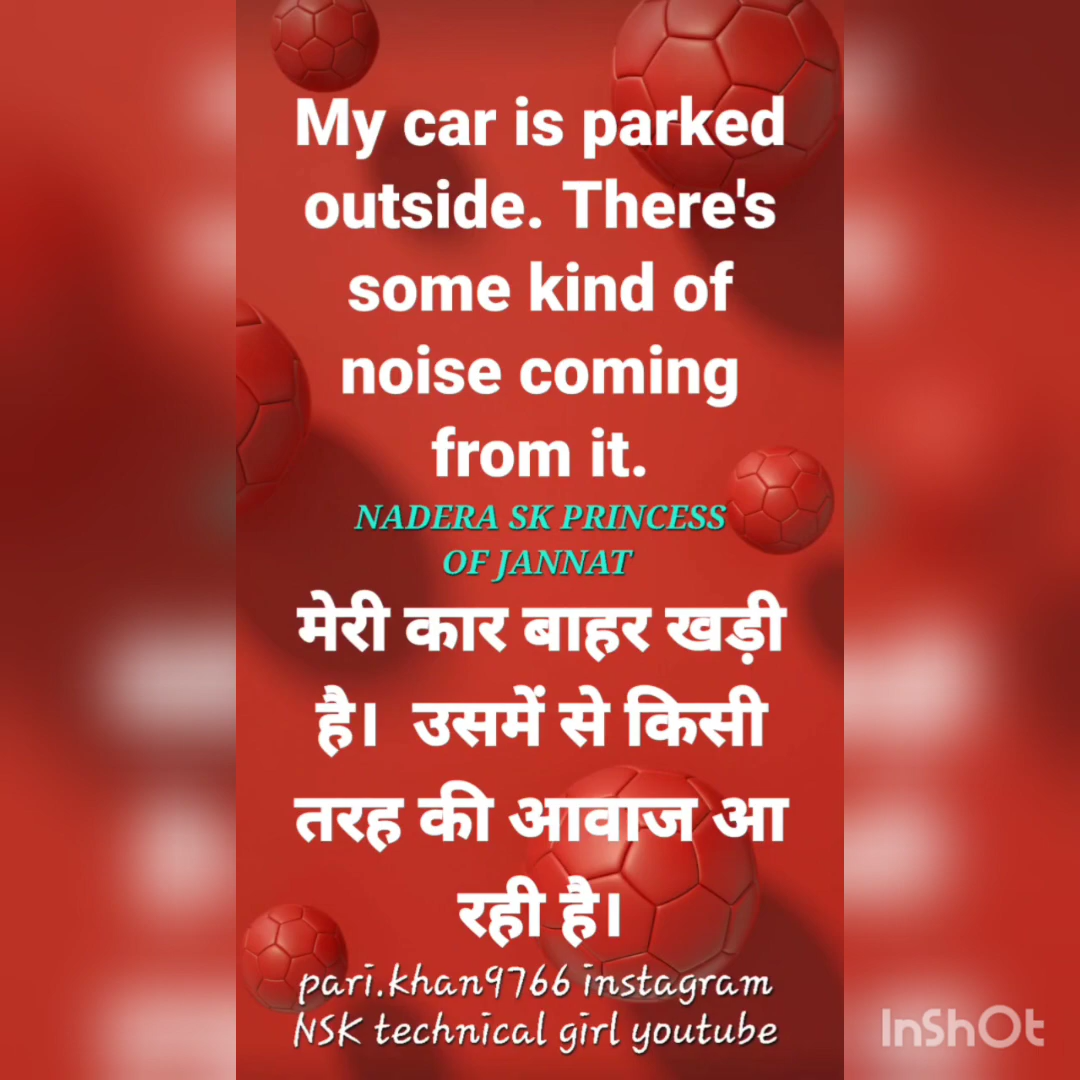 My car is parked
outside. There's
some kind of
noise coming
from it.
NADERA SK PRINCESS
OF JANNAT
मेरी कार बाहर खड़ी
है। उसमें से किसी
तरह की आवाज आ
रही है।
pari.khan9766 instagram
NSK technical girl youtube
InShOt